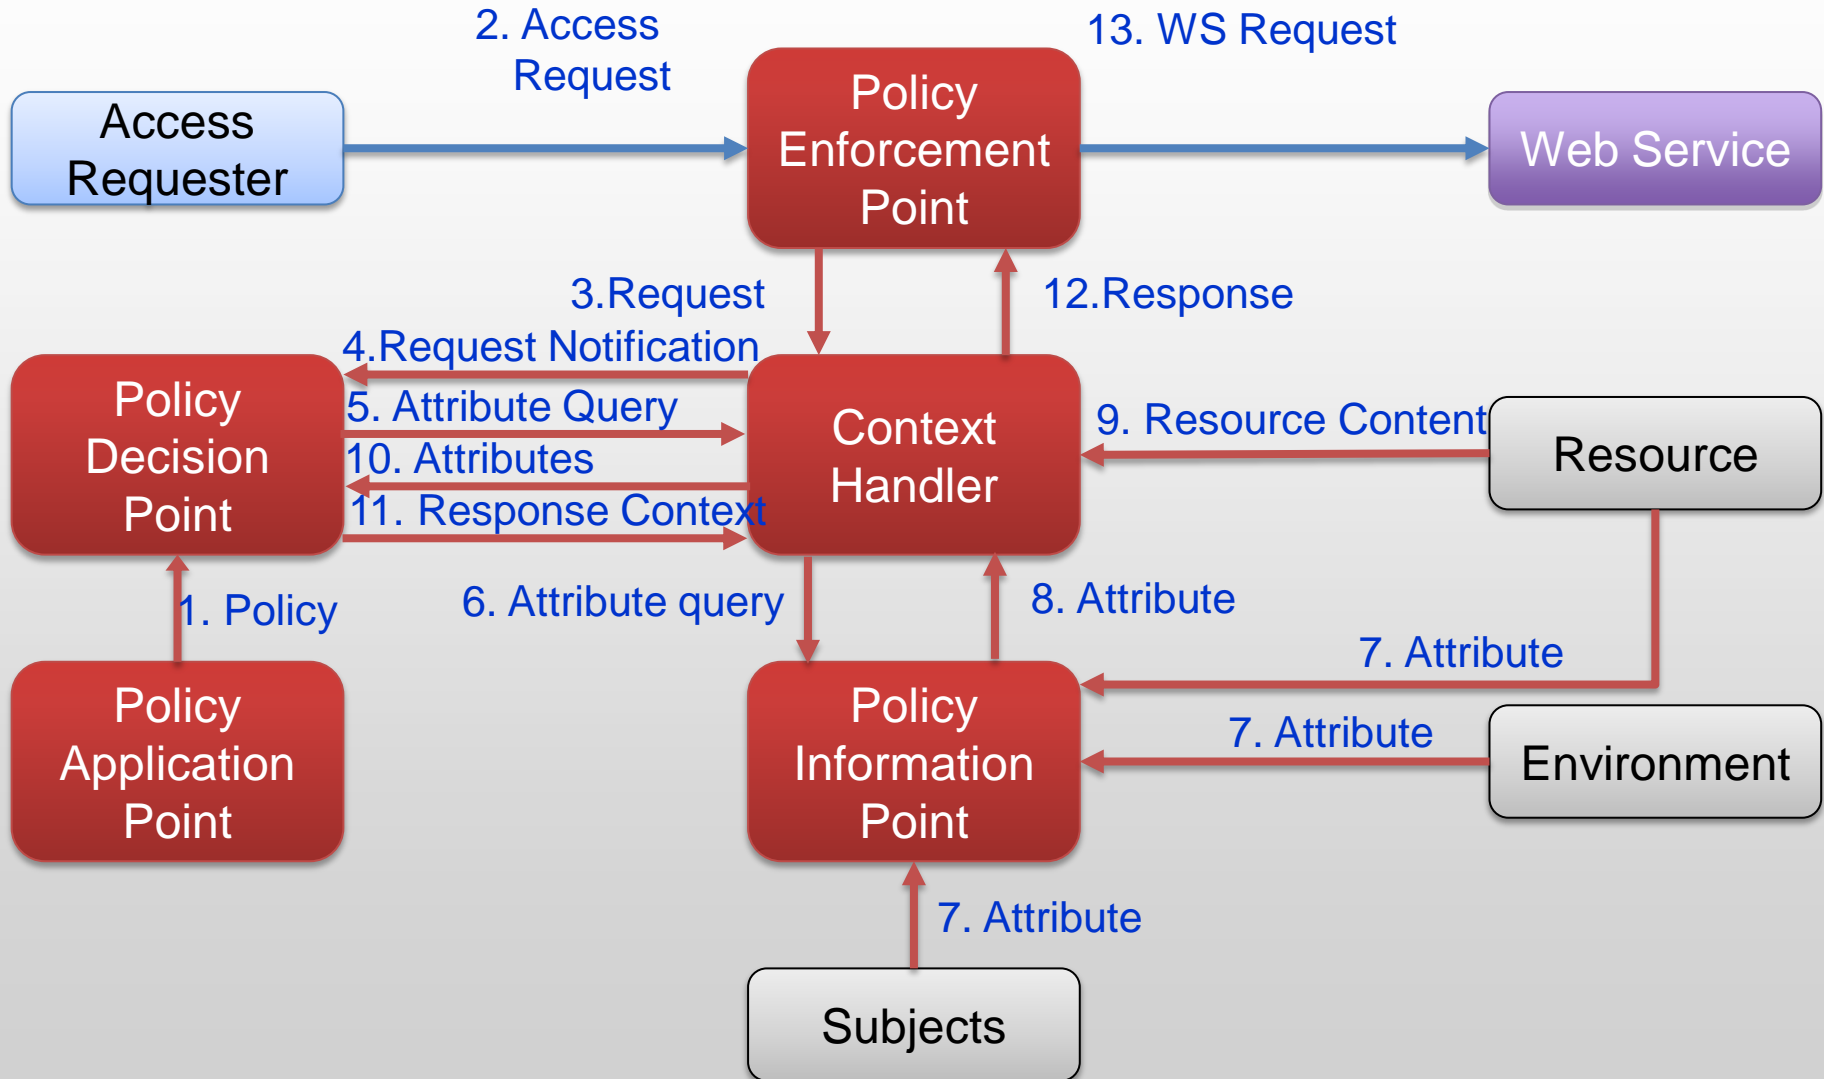 2. Access
Request
13. WS Request
Access
Requester
Policy
Enforcement
Point
Web Service
3.Request
12.Response
4.Request Notification
5. Attribute Query
10. Attributes
11. Response Context
Policy
Decision
Point
Context
Handler
9. Resource Content
Resource
1. Policy
6. Attribute query
8. Attribute
7. Attribute
Policy
Application
Point
Policy
Information
Point
7. Attribute
Environment
7. Attribute
Subjects